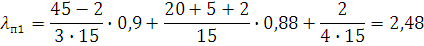 λп1 = (45 − 2)/(3 · 15) · 0,9 + (20 + 5 + 2)/15 · 0,88 + 2/(4 · 15) = 2,48